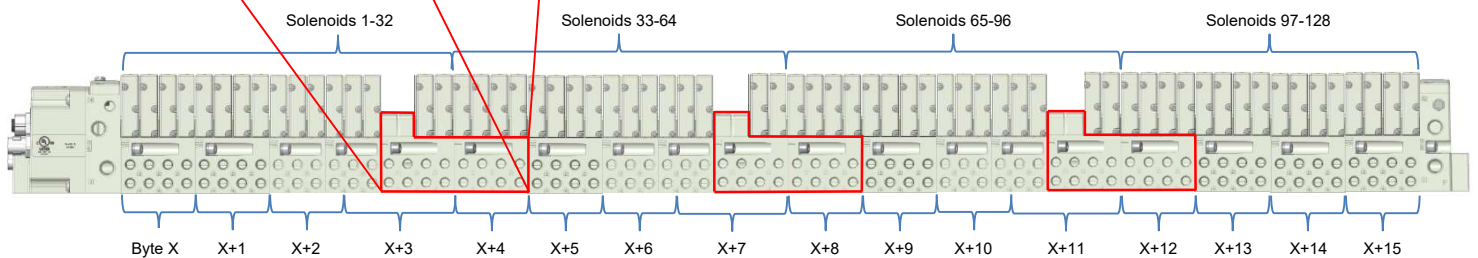 Solenoids 1-32 Solenoids 33-64 Solenoids 65-96 Solenoids 97-128
Byte X X+1 X+2 X+3 X+4 X+5 X+6 X+7 X+8 X+9 X+10 X+11 X+12 X+13 X+14 X+15